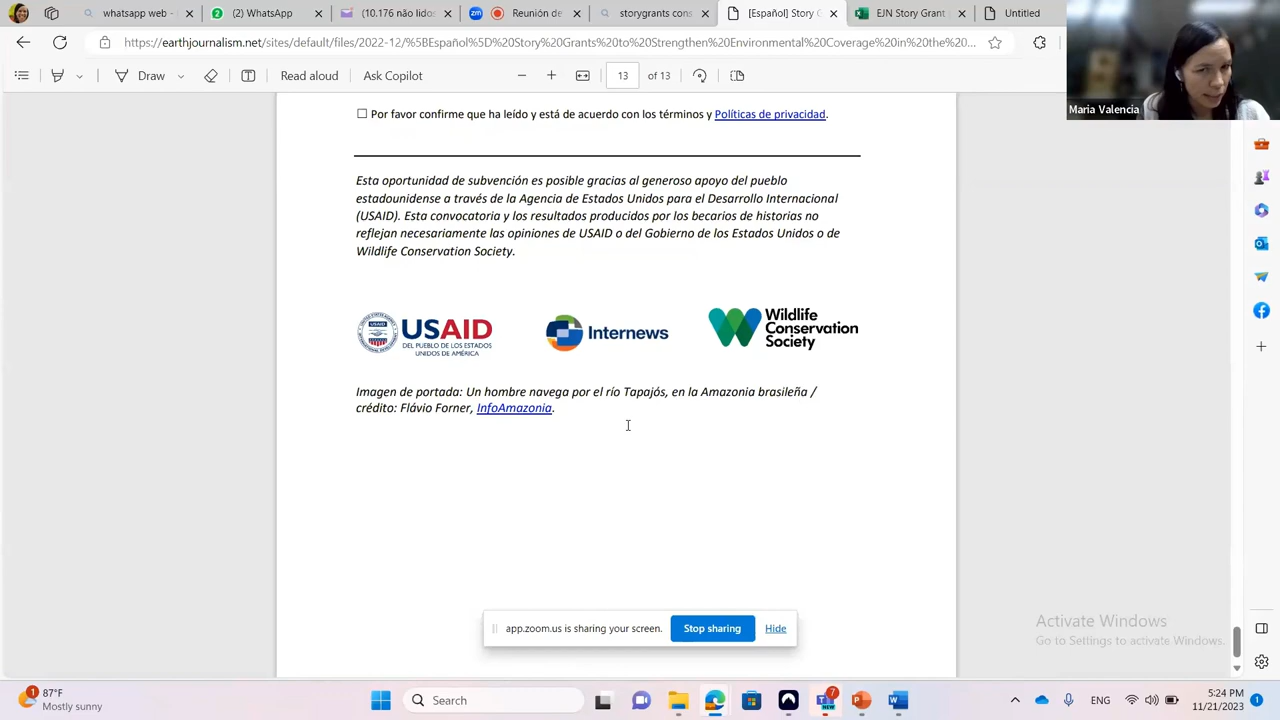 whatsapp web -
(2) WhatsApp
(10.176 não lidos
Reunión de
storygrants cons
[Español] Story G
EIN Story Grant
Untitled
https://earthjournalism.net/sites/default/files/2022-12/%5BEspañol%5D%20Story%20Grants%20to%20Strengthen%20Environmental%20Coverage%20in%20the%20...
Draw
Read aloud
Ask Copilot
13 of 13
Maria Valencia
☐ Por favor confirme que ha leído y está de acuerdo con los términos y Políticas de privacidad.
Esta oportunidad de subvención es posible gracias al generoso apoyo del pueblo
estadounidense a través de la Agencia de Estados Unidos para el Desarrollo Internacional
(USAID). Esta convocatoria y los resultados producidos por los becarios de historias no
reflejan necesariamente las opiniones de USAID o del Gobierno de los Estados Unidos o de
Wildlife Conservation Society.
USAID
DEL PUEBLO DE LOS ESTADOS
UNIDOS DE AMÉRICA
Internews
Wildlife
Conservation
Society
Imagen de portada: Un hombre navega por el río Tapajós, en la Amazonia brasileña /
crédito: Flávio Forner, InfoAmazonia.
app.zoom.us is sharing your screen.
Stop sharing
Hide
Activate Windows
Go to Settings to activate Windows.
1
87°F
Mostly sunny
Search
7
NEW
ENG
5:24 PM
11/21/2023
1